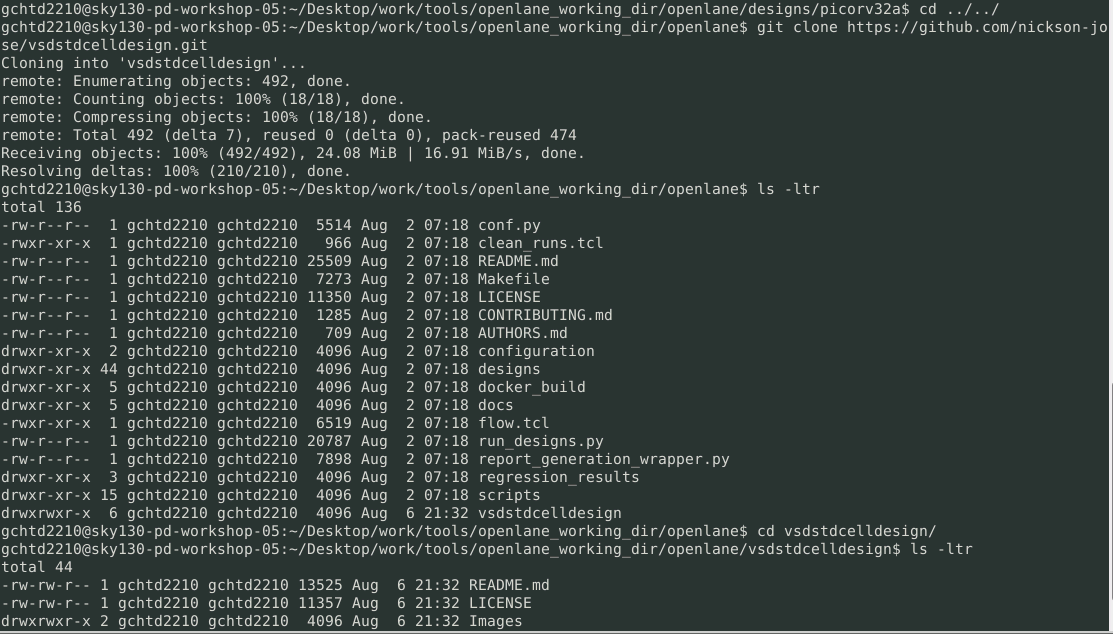 gchtd2210@sky130-pd-workshop-05:~/Desktop/work/tools/openlane_working_dir/openlane/designs/picorv32a$ cd ../../
gchtd2210@sky130-pd-workshop-05:~/Desktop/work/tools/openlane_working_dir/openlane$ git clone https://github.com/nickson-jo
se/vsdstdcelldesign.git
Cloning into 'vsdstdcelldesign'...
remote: Enumerating objects: 492, done.
remote: Counting objects: 100% (18/18), done.
remote: Compressing objects: 100% (18/18), done.
remote: Total 492 (delta 7), reused 0 (delta 0), pack-reused 474
Receiving objects: 100% (492/492), 24.08 MiB | 16.91 MiB/s, done.
Resolving deltas: 100% (210/210), done.
gchtd2210@sky130-pd-workshop-05:~/Desktop/work/tools/openlane_working_dir/openlane$ ls -ltr
total 136
-rw-r--r--  1 gchtd2210 gchtd2210  5514 Aug  2 07:18 conf.py
-rwxr-xr-x  1 gchtd2210 gchtd2210   966 Aug  2 07:18 clean_runs.tcl
-rw-r--r--  1 gchtd2210 gchtd2210 25509 Aug  2 07:18 README.md
-rw-r--r--  1 gchtd2210 gchtd2210  7273 Aug  2 07:18 Makefile
-rw-r--r--  1 gchtd2210 gchtd2210 11350 Aug  2 07:18 LICENSE
-rw-r--r--  1 gchtd2210 gchtd2210  1285 Aug  2 07:18 CONTRIBUTING.md
-rw-r--r--  1 gchtd2210 gchtd2210   709 Aug  2 07:18 AUTHORS.md
drwxr-xr-x  2 gchtd2210 gchtd2210  4096 Aug  2 07:18 configuration
drwxr-xr-x 44 gchtd2210 gchtd2210  4096 Aug  2 07:18 designs
drwxr-xr-x  5 gchtd2210 gchtd2210  4096 Aug  2 07:18 docker_build
drwxr-xr-x  5 gchtd2210 gchtd2210  4096 Aug  2 07:18 docs
-rwxr-xr-x  1 gchtd2210 gchtd2210  6519 Aug  2 07:18 flow.tcl
-rw-r--r--  1 gchtd2210 gchtd2210 20787 Aug  2 07:18 run_designs.py
-rw-r--r--  1 gchtd2210 gchtd2210  7898 Aug  2 07:18 report_generation_wrapper.py
drwxr-xr-x  3 gchtd2210 gchtd2210  4096 Aug  2 07:18 regression_results
drwxr-xr-x 15 gchtd2210 gchtd2210  4096 Aug  2 07:18 scripts
drwxrwxr-x  6 gchtd2210 gchtd2210  4096 Aug  6 21:32 vsdstdcelldesign
gchtd2210@sky130-pd-workshop-05:~/Desktop/work/tools/openlane_working_dir/openlane$ cd vsdstdcelldesign/
gchtd2210@sky130-pd-workshop-05:~/Desktop/work/tools/openlane_working_dir/openlane/vsdstdcelldesign$ ls -ltr
total 44
-rw-rw-r-- 1 gchtd2210 gchtd2210 13525 Aug  6 21:32 README.md
-rw-rw-r-- 1 gchtd2210 gchtd2210 11357 Aug  6 21:32 LICENSE
drwxrwxr-x 2 gchtd2210 gchtd2210  4096 Aug  6 21:32 Images